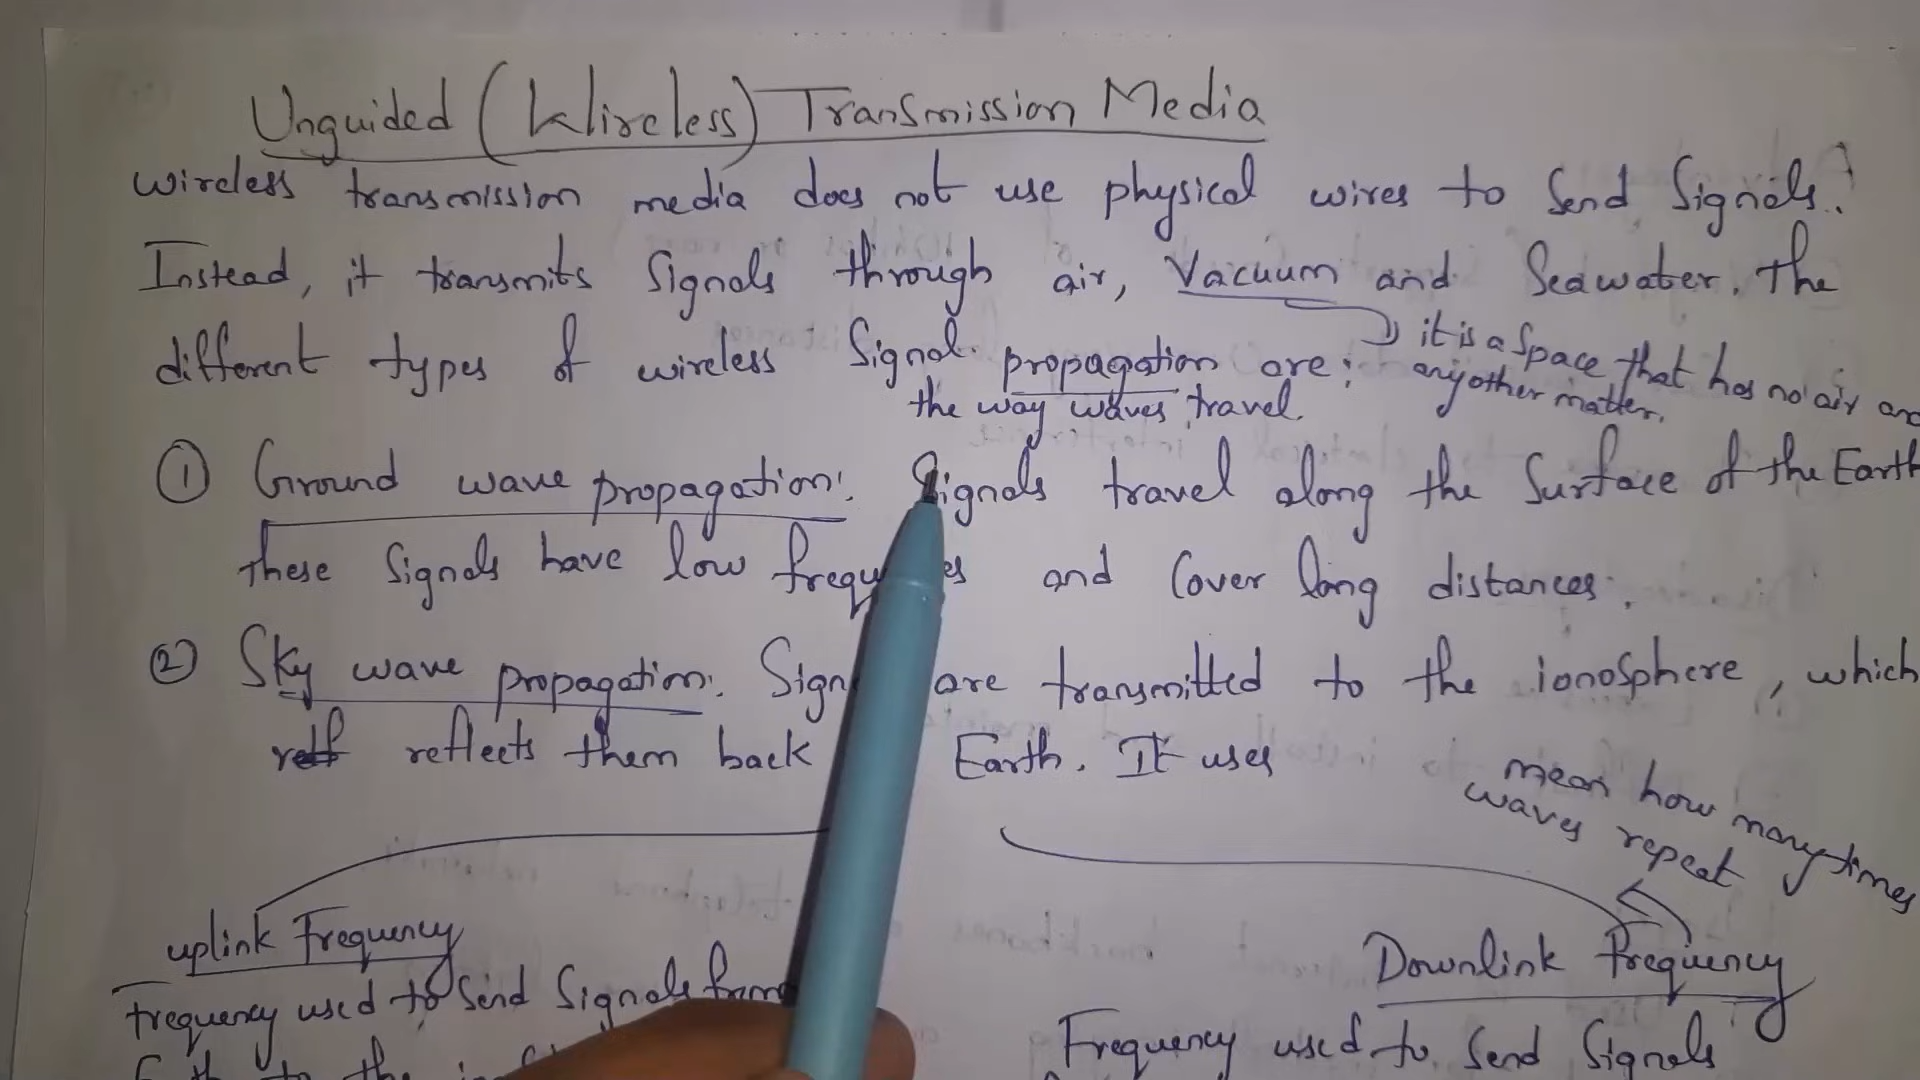 Unguided (Wireless) Transmission Media
wireless transmission media does not use physical wires to send signals.
Instead, it transmits signals through air, Vacuum and Seawater. The
it is a space that has no air and
any other matter.
different types of wireless signal propagation are:
the way waves travel.
① Ground wave propagation: Signals travel along the Surface of the Earth
these signals have low and cover long distances.
② Sky wave propagation: are transmitted to the ionosphere, which
reflects them back Earth. It uses
mean how many times
waves repeat
uplink frequency
Downlink frequency
frequency used to send signals from
Frequency used to send signals